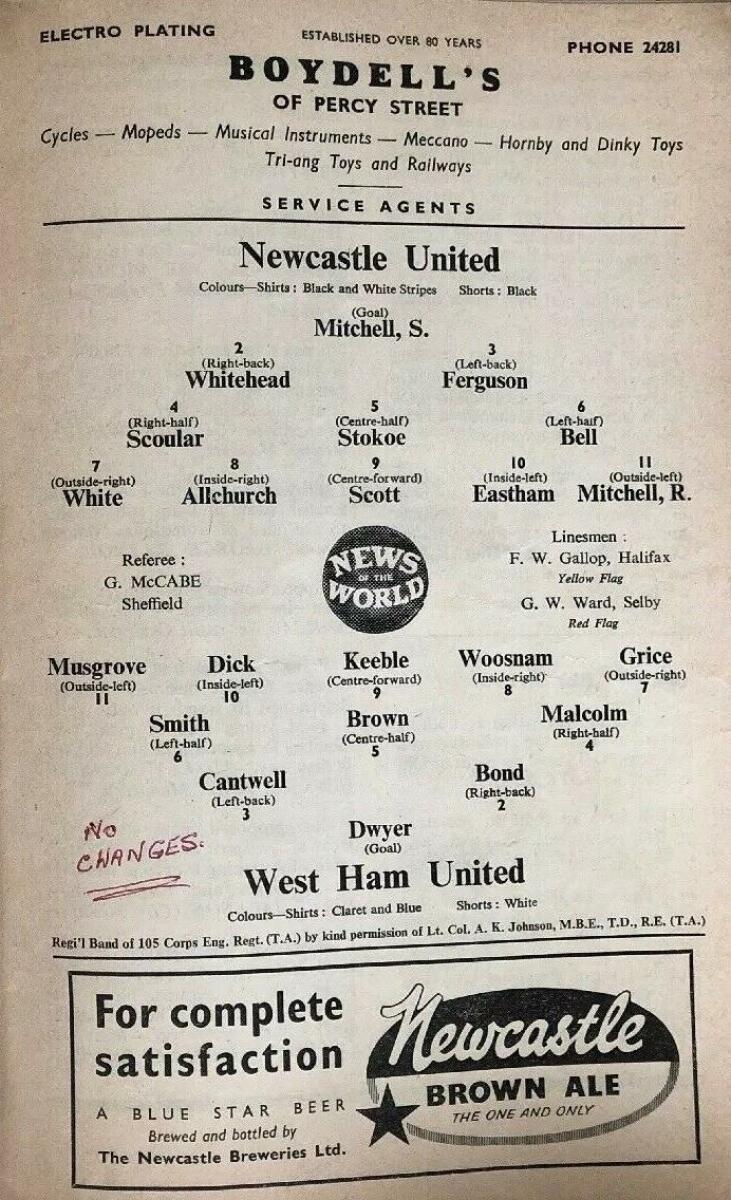 ELECTRO PLATING ESTABLISHED OVER 80 YEARS PHONE 24281
BOYDELL'S
OF PERCY STREET
Cycles — Mopeds — Musical Instruments — Meccano — Hornby and Dinky Toys
Tri-ang Toys and Railways
SERVICE AGENTS
Newcastle United
Colours—Shirts : Black and White Stripes Shorts : Black
(Goal)
Mitchell, S.
2 3
(Right-back) (Left-back)
Whitehead Ferguson
4 5 6
(Right-half) (Centre-half) (Left-half)
Scoular Stokoe Bell
7 8 9 10 11
(Outside-right) (Inside-right) (Centre-forward) (Inside-left) (Outside-left)
White Allchurch Scott Eastham Mitchell, R.
Referee :
G. McCABE
Sheffield
NEWS
OF THE
WORLD
Linesmen :
F. W. Gallop, Halifax
Yellow Flag
G. W. Ward, Selby
Red Flag
Musgrove Dick Keeble Woosnam Grice
(Outside-left) (Inside-left) (Centre-forward) (Inside-right) (Outside-right)
11 10 9 8 7
Smith Brown Malcolm
(Left-half) (Centre-half) (Right-half)
6 5 4
Cantwell Bond
(Left-back) (Right-back)
3 2
Dwyer
(Goal)
NO
CHANGES.
West Ham United
Colours—Shirts : Claret and Blue Shorts : White
Regi'l Band of 105 Corps Eng. Regt. (T.A.) by kind permission of Lt. Col. A. K. Johnson, M.B.E., T.D., R.E. (T.A.)
For complete
satisfaction
A BLUE STAR BEER
Brewed and bottled by
The Newcastle Breweries Ltd.
Newcastle
BROWN ALE
THE ONE AND ONLY